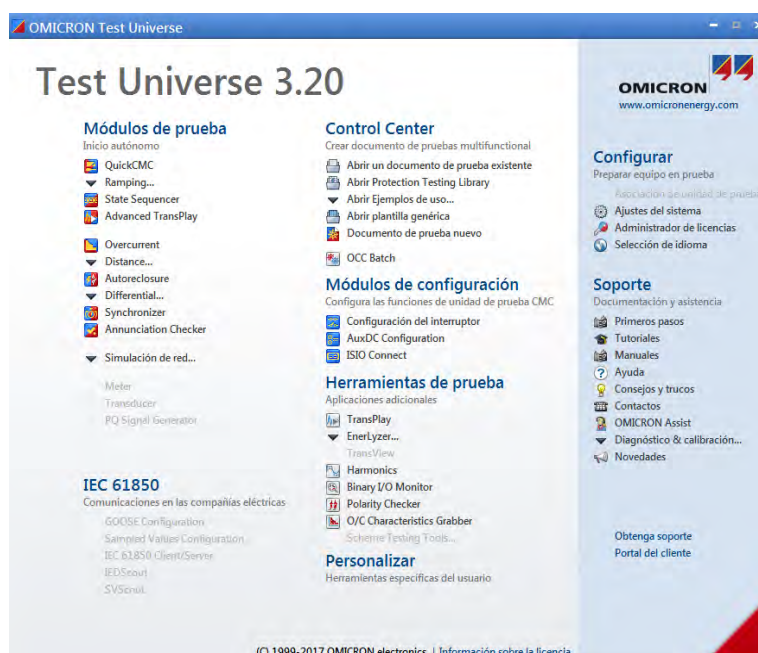 OMICRON Test Universe
Test Universe 3.20
Módulos de prueba
Inicio autónomo
QuickCMC
Ramping...
State Sequencer
Advanced TransPlay
Overcurrent
Distance...
Autoreclosure
Differential...
Synchronizer
Annunciation Checker
Simulación de red...
Meter
Transducer
PQ Signal Generator
IEC 61850
Comunicaciones en las compañías eléctricas
GOOSE Configuration
Sampled Values Configuration
IEC 61850 Client/Server
IEDScout
SVScout
Control Center
Crear documento de pruebas multifunctional
Abrir un documento de prueba existente
Abrir Protection Testing Library
Abrir Ejemplos de uso...
Abrir plantilla genérica
Documento de prueba nuevo
OCC Batch
Módulos de configuración
Configura las funciones de unidad de prueba CMC
Configuración del interruptor
AuxDC Configuration
ISIO Connect
Herramientas de prueba
Aplicaciones adicionales
TransPlay
EnerLyzer...
TransView
Harmonics
Binary I/O Monitor
Polarity Checker
O/C Characteristics Grabber
Scheme Testing Tools...
Personalizar
Herramientas específicas del usuario
OMICRON
www.omicronenergy.com
Configurar
Preparar equipo en prueba
Asociación de unidad de prueba
Ajustes del sistema
Administrador de licencias
Selección de idioma
Soporte
Documentación y asistencia
Primeros pasos
Tutoriales
Manuales
Ayuda
Consejos y trucos
Contactos
OMICRON Assist
Diagnóstico & calibración...
Novedades
Obtenga soporte
Portal del cliente
(C) 1999-2017 OMICRON electronics | Información sobre la licencia